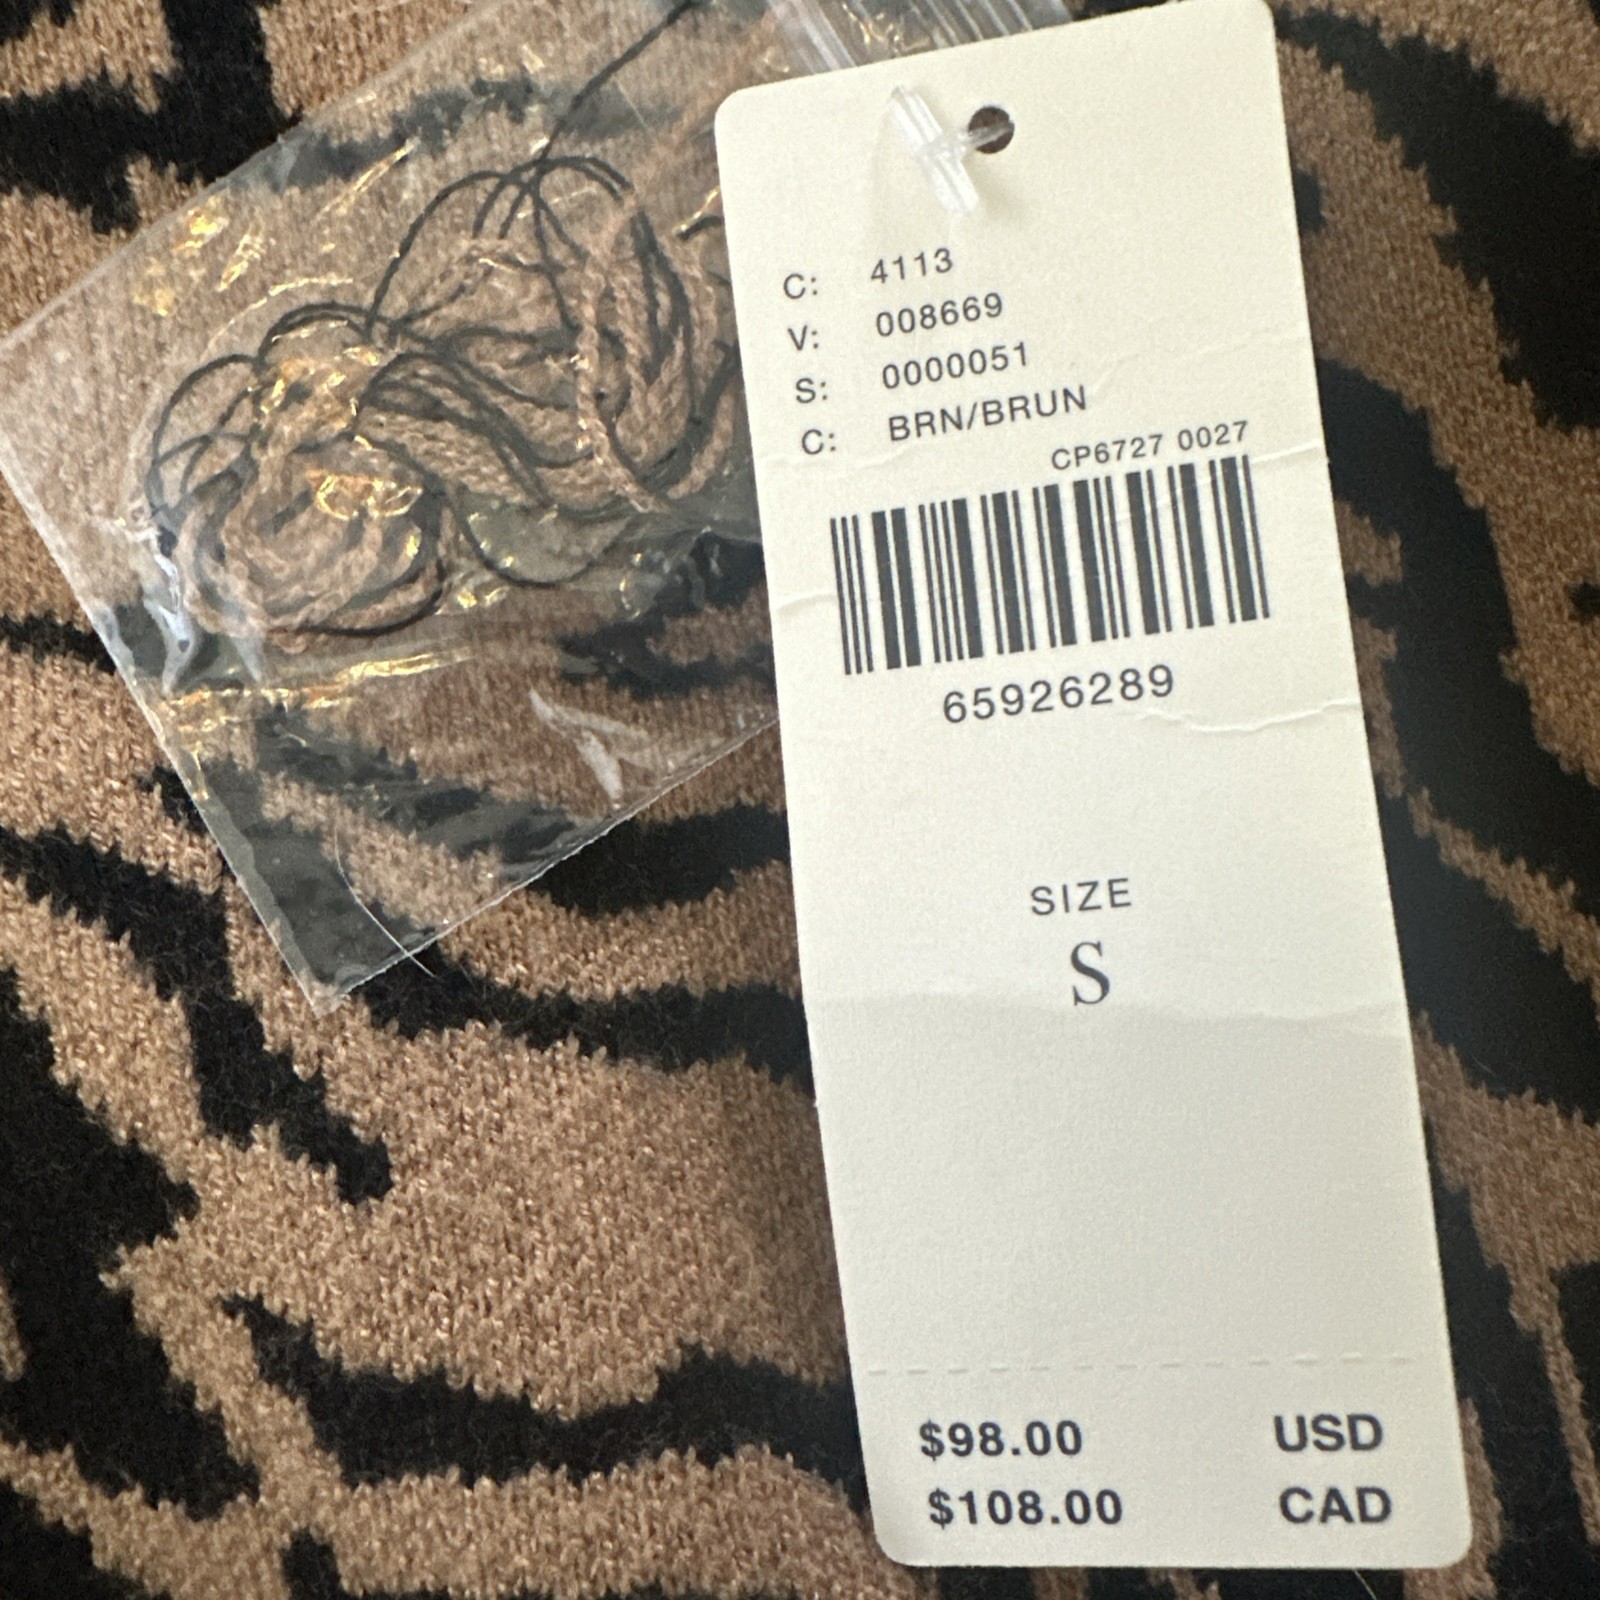 C: 4113
V: 008669
S: 0000051
C: BRN/BRUN
CP6727 0027
65926289
SIZE
S
$98.00 USD
$108.00 CAD